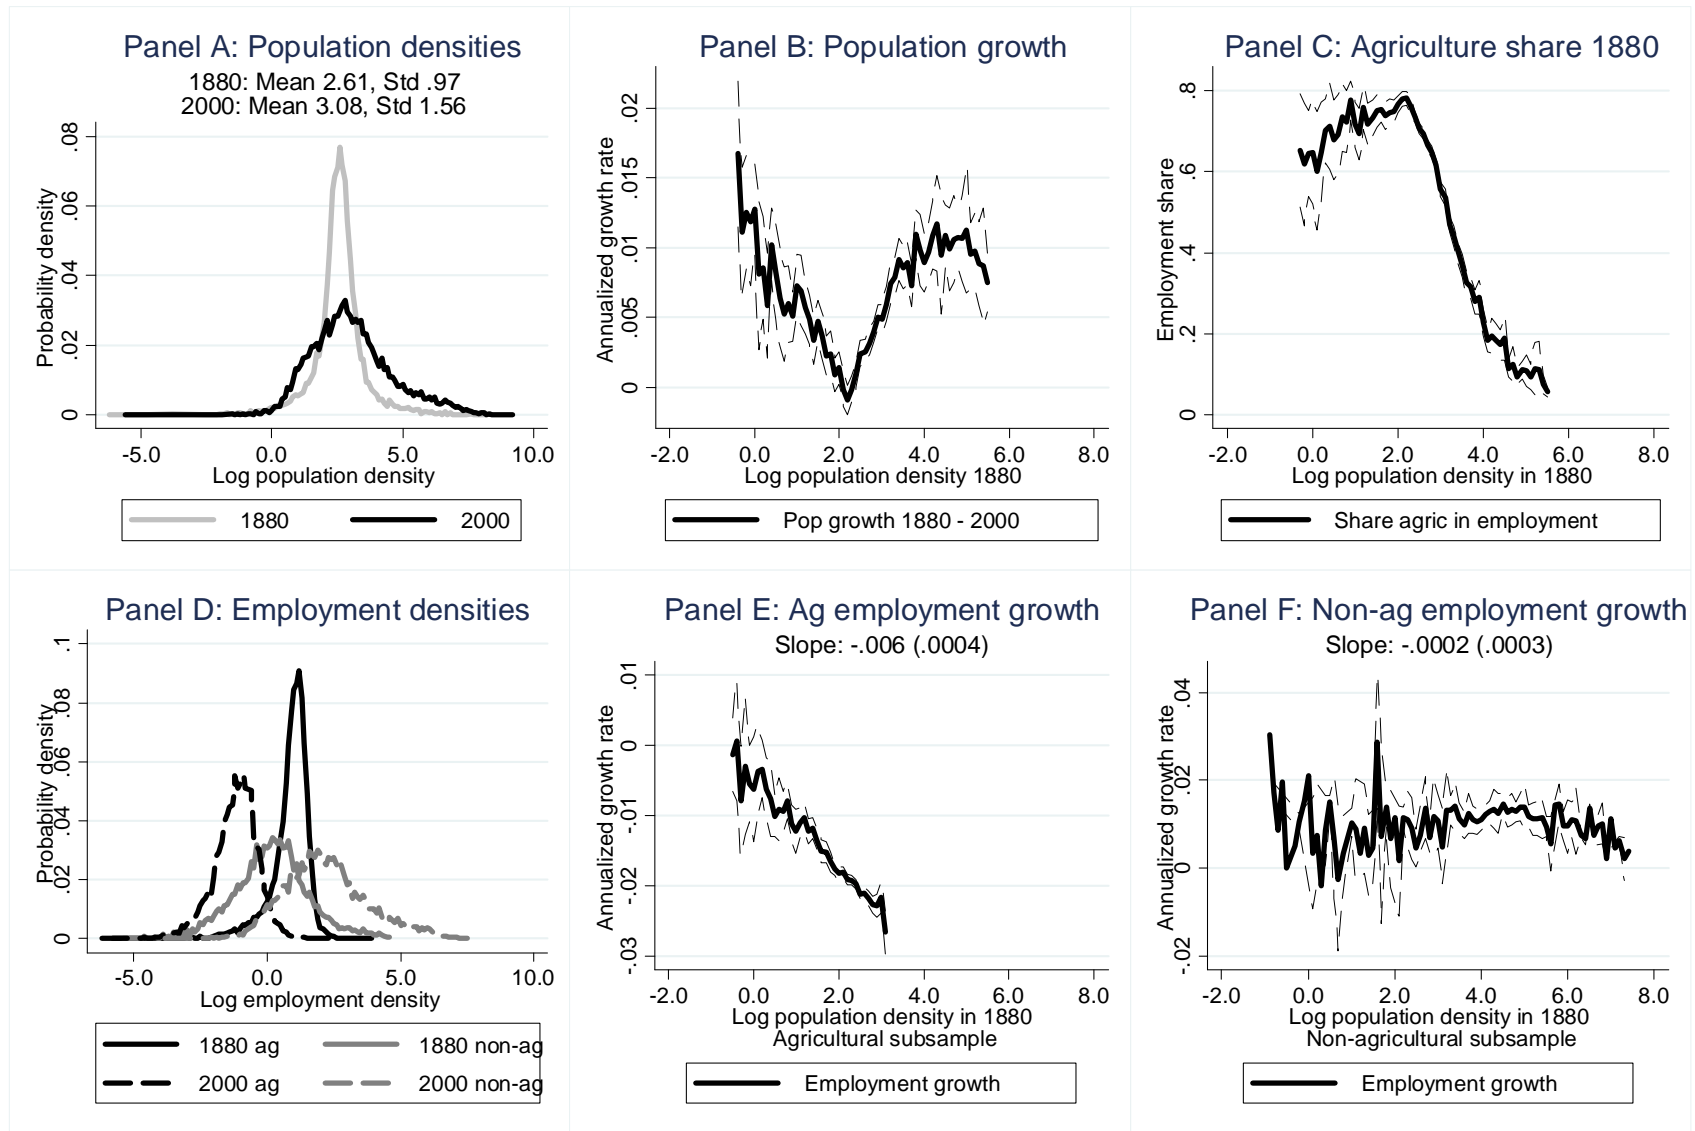 Panel A: Population densities
1880: Mean 2.61, Std .97
2000: Mean 3.08, Std 1.56
Probability density
0 .02 .04 .06 .08
-5.0 0.0 5.0 10.0
Log population density
1880 2000
Panel B: Population growth
Annualized growth rate
0 .005 .01 .015 .02
-2.0 0.0 2.0 4.0 6.0 8.0
Log population density 1880
Pop growth 1880 - 2000
Panel C: Agriculture share 1880
Employment share
0 .2 .4 .6 .8
-2.0 0.0 2.0 4.0 6.0 8.0
Log population density in 1880
Share agric in employment
Panel D: Employment densities
Probability density
0 .02 .04 .06 .08 .1
-5.0 0.0 5.0 10.0
Log employment density
1880 ag 1880 non-ag
2000 ag 2000 non-ag
Panel E: Ag employment growth
Slope: -.006 (.0004)
Annualized growth rate
-.03 -.02 -.01 0 .01
-2.0 0.0 2.0 4.0 6.0 8.0
Log population density in 1880
Agricultural subsample
Employment growth
Panel F: Non-ag employment growth
Slope: -.0002 (.0003)
Annualized growth rate
-.02 0 .02 .04
-2.0 0.0 2.0 4.0 6.0 8.0
Log population density in 1880
Non-agricultural subsample
Employment growth